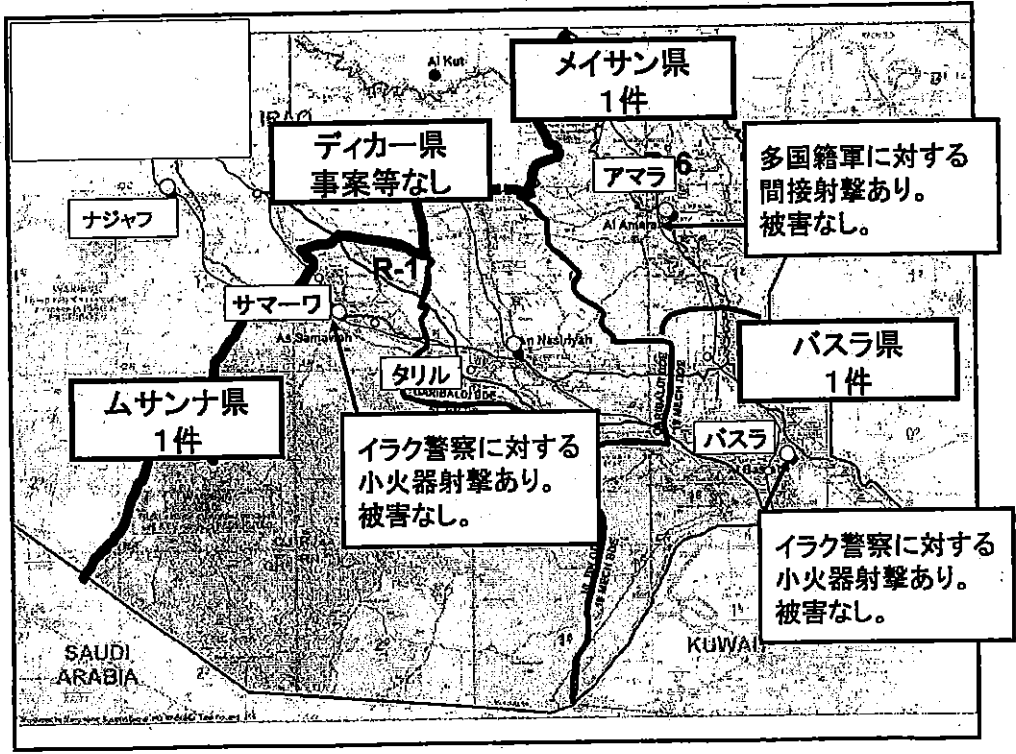 メイサン県
1件
Al Kut
IRAQ
ディカー県
事案等なし
多国籍軍に対する
間接射撃あり。
被害なし。
アマラ
6
ナジャフ
Al Amara
R-1
サマーワ
As Samawah
An Nasiriyah
バスラ県
1件
タリル
GARIBALDI BDE
ムサンナ県
1件
イラク警察に対する
小火器射撃あり。
被害なし。
バスラ
イラク警察に対する
小火器射撃あり。
被害なし。
KUWAIT
SAUDI
ARABIA